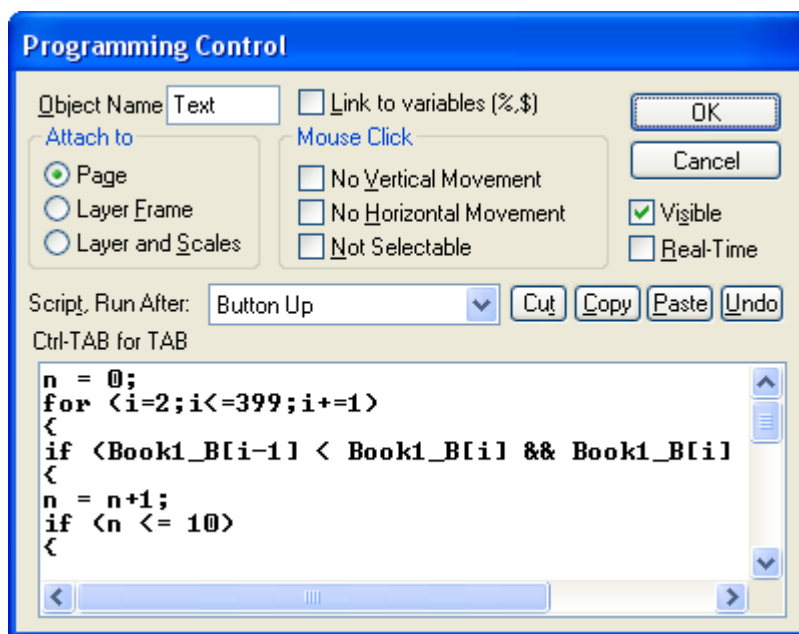 Programming Control
Object Name Text
Link to variables (%,$)
OK
Attach to
Mouse Click
Cancel
Page
No Vertical Movement
Layer Frame
No Horizontal Movement
Visible
Layer and Scales
Not Selectable
Real-Time
Script, Run After: Button Up Cut Copy Paste Undo
Ctrl-TAB for TAB
n = 0;
for (i=2;i<=399;i+=1)
{
if (Book1_B[i-1] < Book1_B[i] && Book1_B[i]
{
n = n+1;
if (n <= 10)
{